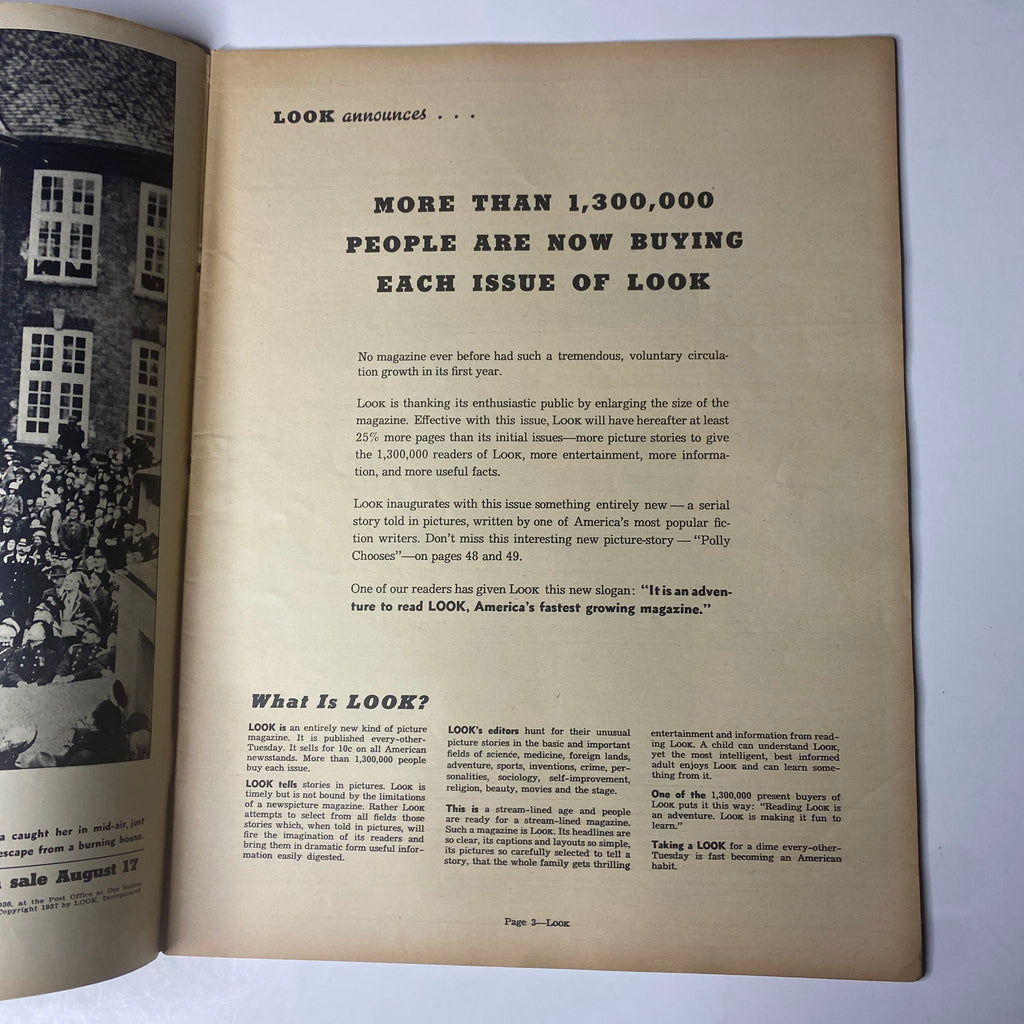 a caught her in mid-air, just
escape from a burning house.
sale August 17
936, at the Post Office at Des Moines
Copyright 1937 by LOOK, Incorporated
LOOK announces . . .
MORE THAN 1,300,000
PEOPLE ARE NOW BUYING
EACH ISSUE OF LOOK
No magazine ever before had such a tremendous, voluntary circula-
tion growth in its first year.
LOOK is thanking its enthusiastic public by enlarging the size of the
magazine. Effective with this issue, LOOK will have hereafter at least
25% more pages than its initial issues—more picture stories to give
the 1,300,000 readers of LOOK, more entertainment, more informa-
tion, and more useful facts.
LOOK inaugurates with this issue something entirely new — a serial
story told in pictures, written by one of America's most popular fic-
tion writers. Don't miss this interesting new picture-story — "Polly
Chooses"—on pages 48 and 49.
One of our readers has given LOOK this new slogan: "It is an adven-
ture to read LOOK, America's fastest growing magazine."
What Is LOOK?
LOOK is an entirely new kind of picture
magazine. It is published every-other-
Tuesday. It sells for 10c on all American
newsstands. More than 1,300,000 people
buy each issue.
LOOK tells stories in pictures. LOOK is
timely but is not bound by the limitations
of a newspicture magazine. Rather LOOK
attempts to select from all fields those
stories which, when told in pictures, will
fire the imagination of its readers and
bring them in dramatic form useful infor-
mation easily digested.
LOOK's editors hunt for their unusual
picture stories in the basic and important
fields of science, medicine, foreign lands,
adventure, sports, inventions, crime, per-
sonalities, sociology, self-improvement,
religion, beauty, movies and the stage.
This is a stream-lined age and people
are ready for a stream-lined magazine.
Such a magazine is LOOK. Its headlines are
so clear, its captions and layouts so simple,
its pictures so carefully selected to tell a
story, that the whole family gets thrilling
entertainment and information from read-
ing LOOK. A child can understand LOOK,
yet the most intelligent, best informed
adult enjoys LOOK and can learn some-
thing from it.
One of the 1,300,000 present buyers of
LOOK puts it this way: "Reading LOOK is
an adventure. LOOK is making it fun to
learn."
Taking a LOOK for a dime every-other-
Tuesday is fast becoming an American
habit.
Page 3—LOOK